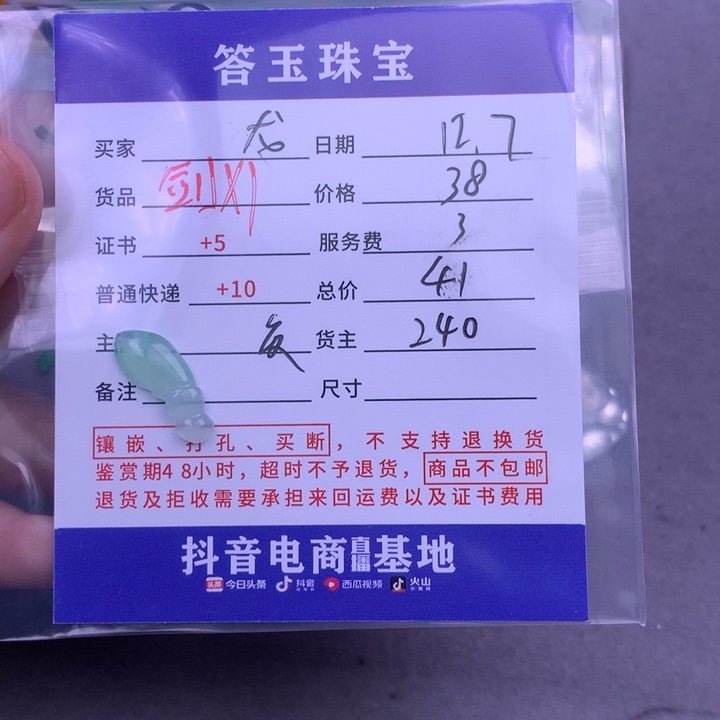 答玉珠宝
买家 龙 日期 12.7
货品 价格 38
证书 +5 服务费 3
普通快递 +10 总价 41
主 友 货主 240
备注 尺寸
镶嵌、打孔、买断，不支持退换货
鉴赏期48小时，超时不予退货，商品不包邮
退货及拒收需要承担来回运费以及证书费用
抖音电商直播基地
头条 今日头条 抖音 西瓜视频 火山